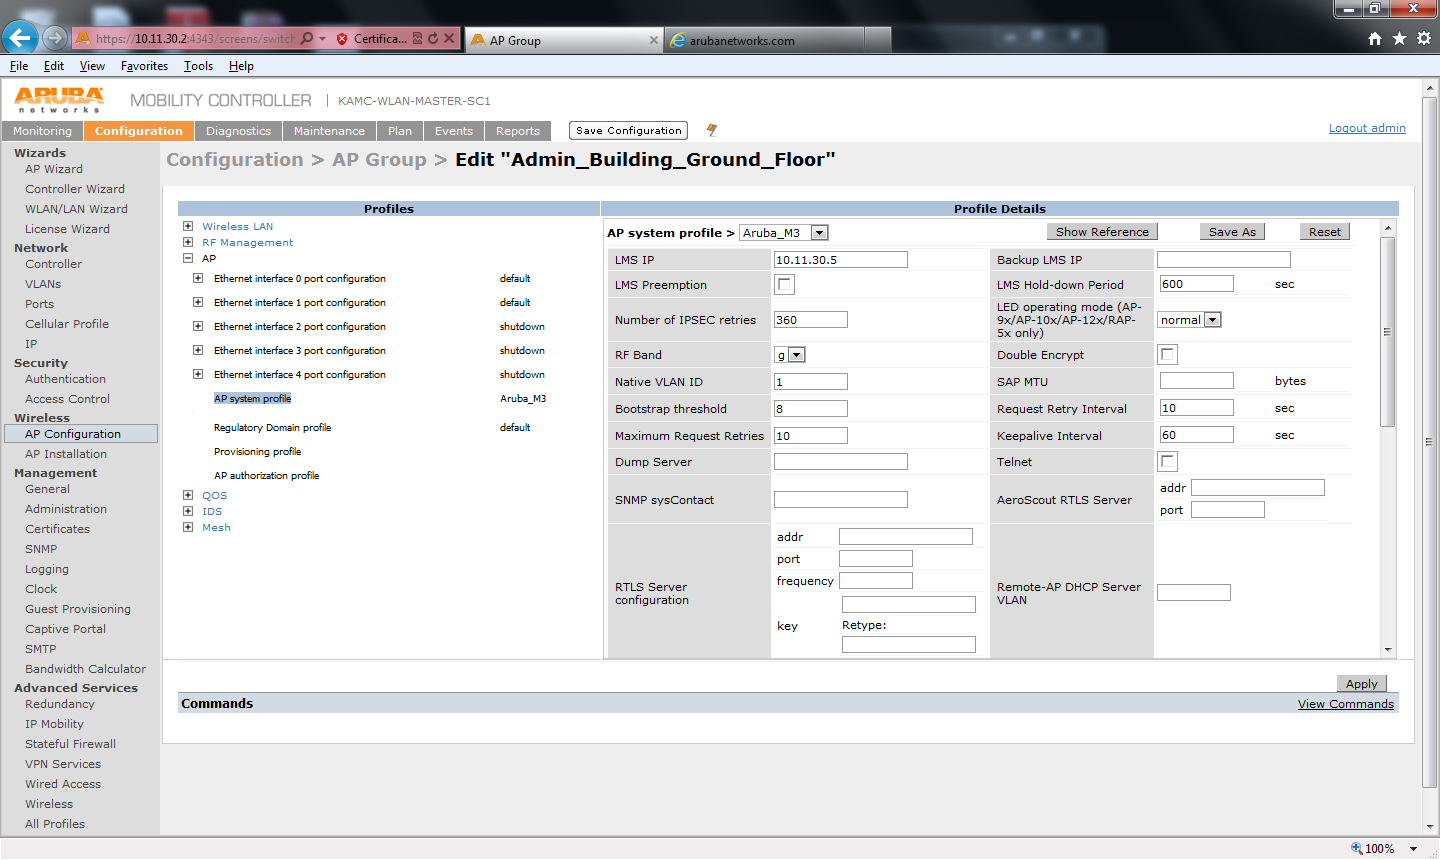 https://10.11.30.2:4343/screens/switch
Certifica...
AP Group
arubanetworks.com
File Edit View Favorites Tools Help
ARUBA
networks
MOBILITY CONTROLLER | KAMC-WLAN-MASTER-SC1
Monitoring Configuration Diagnostics Maintenance Plan Events Reports Save Configuration Logout admin
Wizards
AP Wizard
Controller Wizard
WLAN/LAN Wizard
License Wizard
Network
Controller
VLANs
Ports
Cellular Profile
IP
Security
Authentication
Access Control
Wireless
AP Configuration
AP Installation
Management
General
Administration
Certificates
SNMP
Logging
Clock
Guest Provisioning
Captive Portal
SMTP
Bandwidth Calculator
Advanced Services
Redundancy
IP Mobility
Stateful Firewall
VPN Services
Wired Access
Wireless
All Profiles
Configuration > AP Group > Edit "Admin_Building_Ground_Floor"
Profiles
Wireless LAN
RF Management
AP
Ethernet interface 0 port configuration default
Ethernet interface 1 port configuration default
Ethernet interface 2 port configuration shutdown
Ethernet interface 3 port configuration shutdown
Ethernet interface 4 port configuration shutdown
AP system profile Aruba_M3
Regulatory Domain profile default
Provisioning profile
AP authorization profile
QOS
IDS
Mesh
Profile Details
AP system profile > Aruba_M3 Show Reference Save As Reset
LMS IP 10.11.30.5 Backup LMS IP
LMS Preemption LMS Hold-down Period 600 sec
Number of IPSEC retries 360 LED operating mode (AP-
9x/AP-10x/AP-12x/RAP-
5x only) normal
RF Band g Double Encrypt
Native VLAN ID 1 SAP MTU bytes
Bootstrap threshold 8 Request Retry Interval 10 sec
Maximum Request Retries 10 Keepalive Interval 60 sec
Dump Server Telnet
SNMP sysContact AeroScout RTLS Server addr
port
RTLS Server
configuration
addr
port
frequency
key Retype:
Remote-AP DHCP Server
VLAN
Apply
Commands View Commands
100%